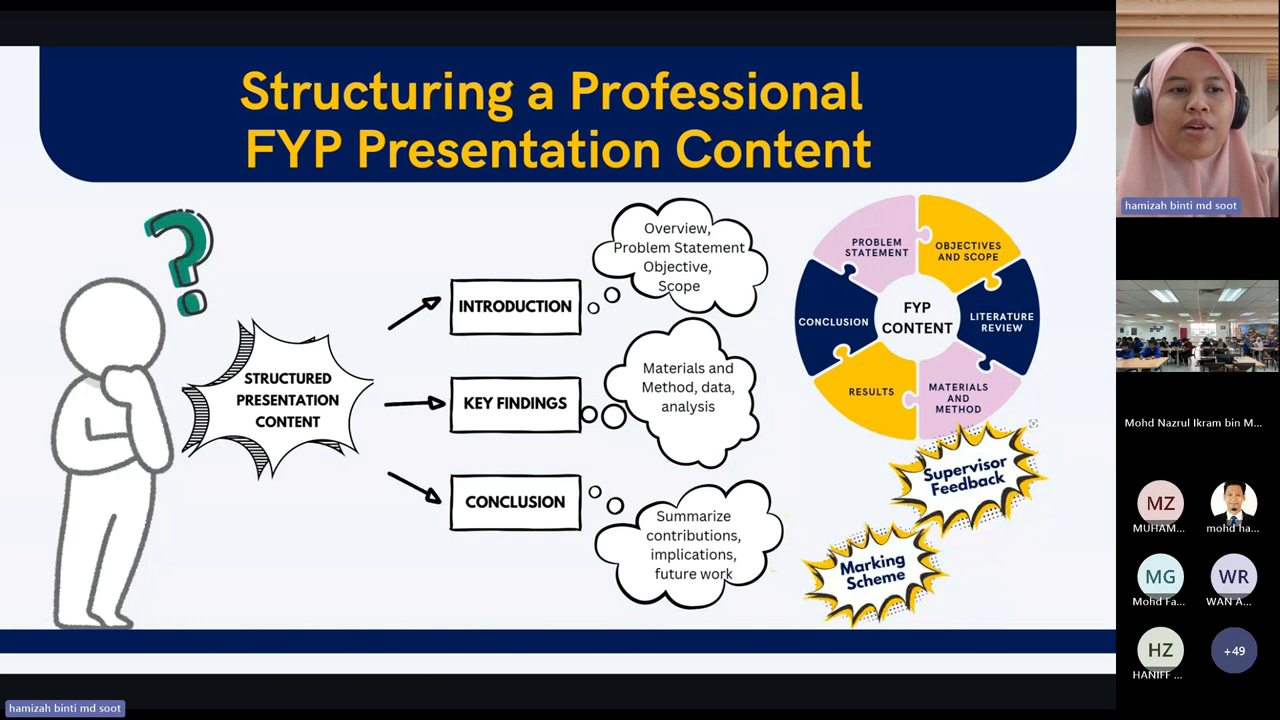 Structuring a Professional
FYP Presentation Content
STRUCTURED
PRESENTATION
CONTENT
INTRODUCTION
Overview,
Problem Statement
Objective,
Scope
KEY FINDINGS
Materials and
Method, data,
analysis
CONCLUSION
Summarize
contributions,
implications,
future work
PROBLEM
STATEMENT
OBJECTIVES
AND SCOPE
CONCLUSION
FYP
CONTENT
LITERATURE
REVIEW
RESULTS
MATERIALS
AND
METHOD
Supervisor
Feedback
Marking
Scheme
hamizah binti md soot
Mohd Nazrul Ikram bin M...
MZ
MUHAM...
mohd ha...
MG
Mohd Fa...
WR
WAN A...
HZ
HANIFF ...
+49
hamizah binti md soot